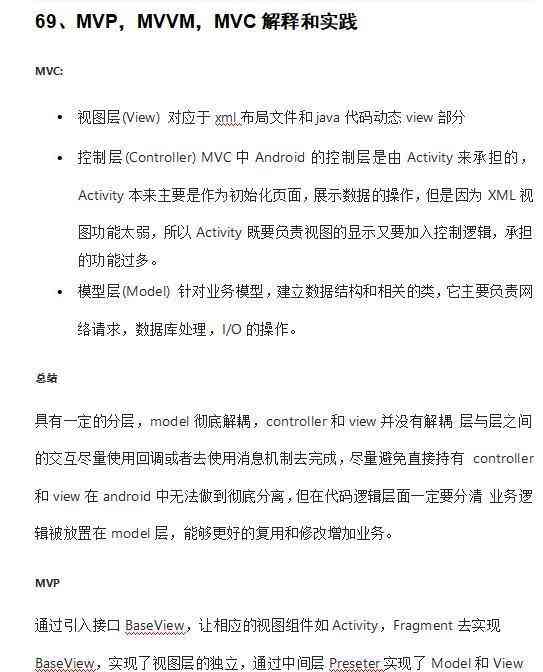 69、MVP，MVVM，MVC 解释和实践
MVC:
• 视图层(View) 对应于 xml 布局文件和 java 代码动态 view 部分
• 控制层(Controller) MVC 中 Android 的控制层是由 Activity 来承担的，
Activity 本来主要是作为初始化页面，展示数据的操作，但是因为 XML 视
图功能太弱，所以 Activity 既要负责视图的显示又要加入控制逻辑，承担
的功能过多。
• 模型层(Model) 针对业务模型，建立数据结构和相关的类，它主要负责网
络请求，数据库处理，I/O 的操作。
总结
具有一定的分层，model 彻底解耦，controller 和 view 并没有解耦 层与层之间
的交互尽量使用回调或者去使用消息机制去完成，尽量避免直接持有 controller
和 view 在 android 中无法做到彻底分离，但在代码逻辑层面一定要分清 业务逻
辑被放置在 model 层，能够更好的复用和修改增加业务。
MVP
通过引入接口 BaseView，让相应的视图组件如 Activity，Fragment 去实现
BaseView，实现了视图层的独立，通过中间层 Preseter 实现了 Model 和 View